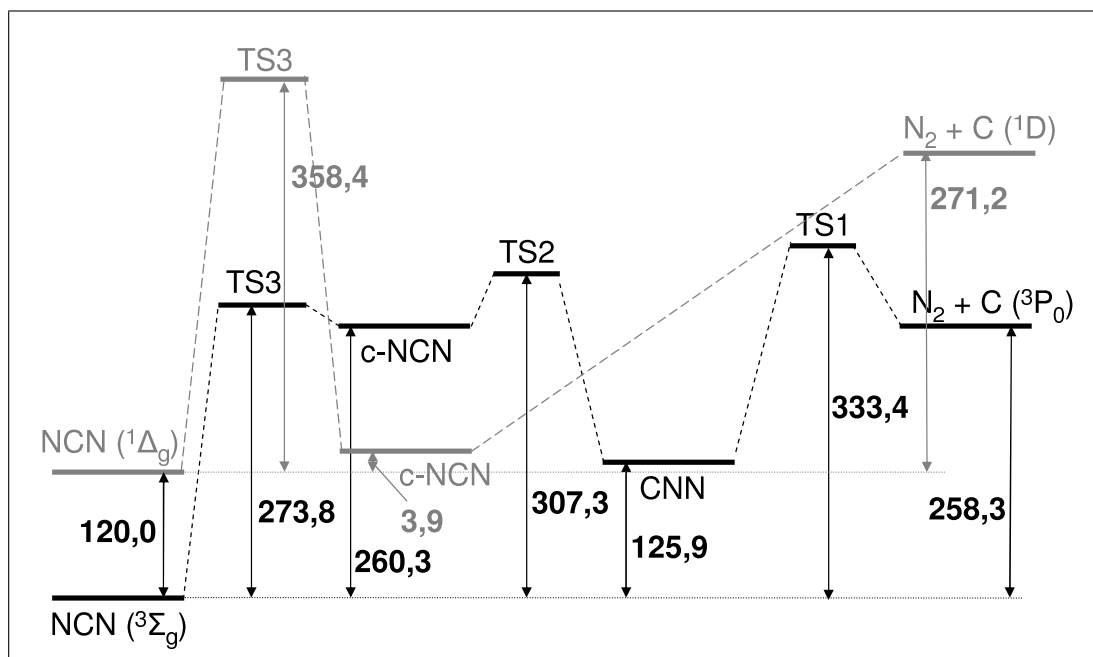 TS3
N₂ + C (¹D)
358,4
271,2
TS1
TS2
TS3
N₂ + C (³P₀)
c-NCN
333,4
NCN (¹Δg)
c-NCN
CNN
273,8
307,3
258,3
120,0
3,9
125,9
260,3
NCN (³Σg)